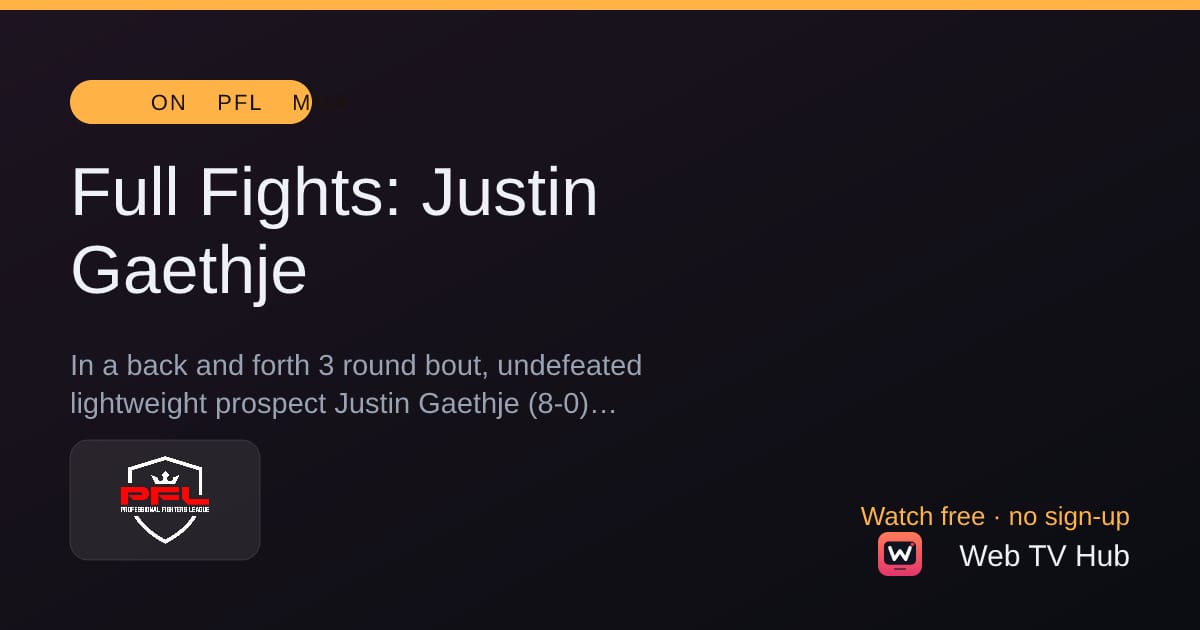 ON PFL MMA
Full Fights: Justin
Gaethje
In a back and forth 3 round bout, undefeated
lightweight prospect Justin Gaethje (8-0)…
PFL
PROFESSIONAL FIGHTERS LEAGUE
Watch free · no sign-up
W
Web TV Hub